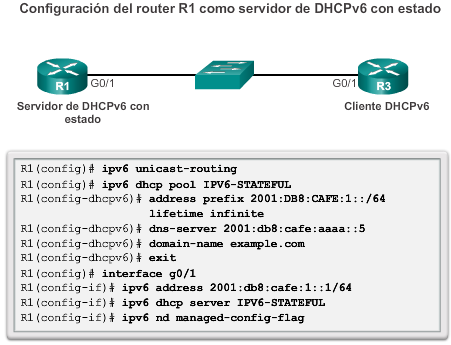 Configuración del router R1 como servidor de DHCPv6 con estado
R1
G0/1
G0/1
R3
Servidor de DHCPv6 con
estado
Cliente DHCPv6
R1(config)# ipv6 unicast-routing
R1(config)# ipv6 dhcp pool IPV6-STATEFUL
R1(config-dhcpv6)# address prefix 2001:DB8:CAFE:1::/64
lifetime infinite
R1(config-dhcpv6)# dns-server 2001:db8:cafe:aaaa::5
R1(config-dhcpv6)# domain-name example.com
R1(config-dhcpv6)# exit
R1(config)# interface g0/1
R1(config-if)# ipv6 address 2001:db8:cafe:1::1/64
R1(config-if)# ipv6 dhcp server IPV6-STATEFUL
R1(config-if)# ipv6 nd managed-config-flag